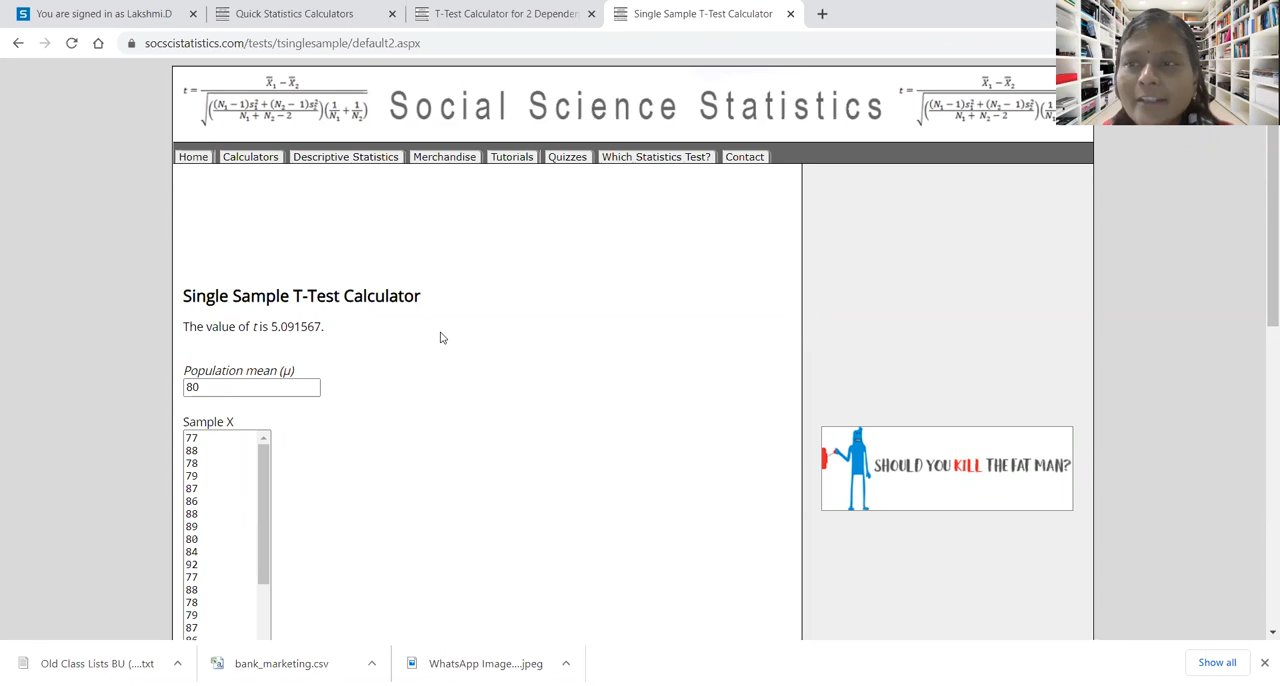 You are signed in as Lakshmi.D
Quick Statistics Calculators
T-Test Calculator for 2 Depende
Single Sample T-Test Calculator
socscistatistics.com/tests/tsinglesample/default2.aspx
Social Science Statistics
Home
Calculators
Descriptive Statistics
Merchandise
Tutorials
Quizzes
Which Statistics Test?
Contact
Single Sample T-Test Calculator
The value of t is 5.091567.
Population mean (μ)
80
Sample X
77
88
78
79
87
86
88
89
80
84
92
77
88
78
79
87
SHOULD YOU KILL THE FAT MAN?
Old Class Lists BU (....txt
bank_marketing.csv
WhatsApp Image....jpeg
Show all